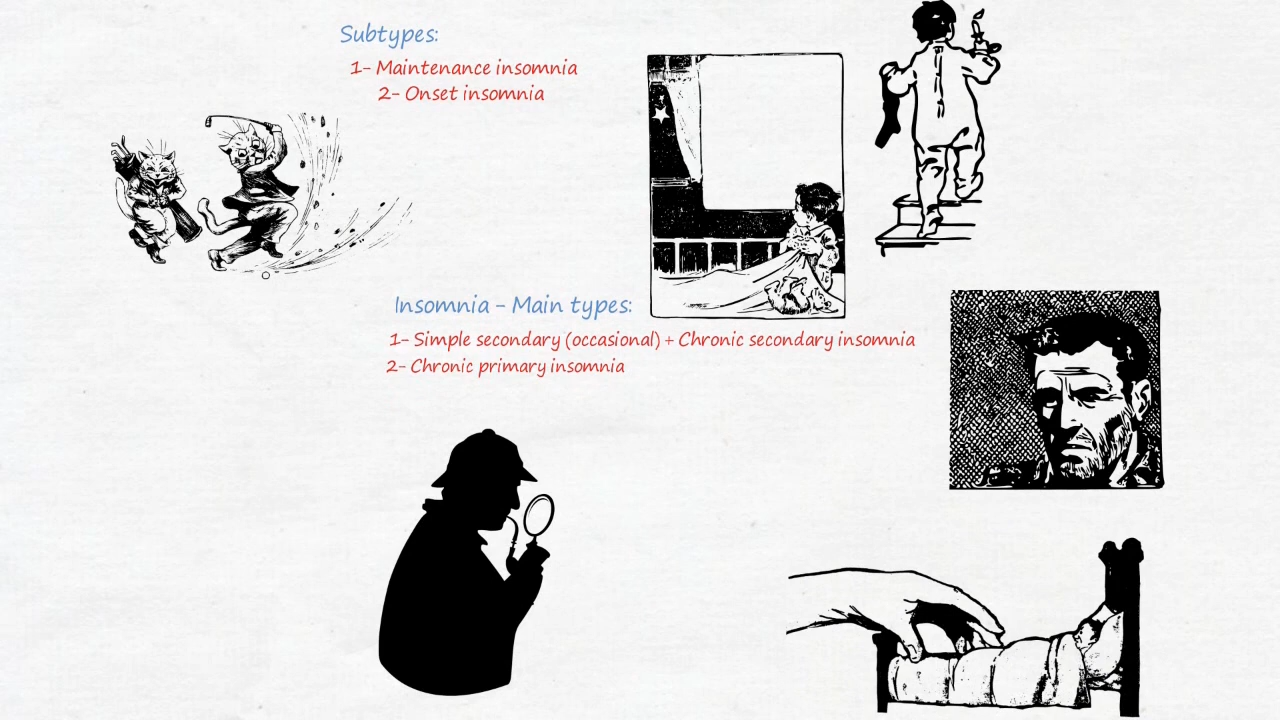 Subtypes:
1- Maintenance insomnia
2- Onset insomnia
Insomnia - Main types:
1- Simple secondary (occasional) + Chronic secondary insomnia
2- Chronic primary insomnia